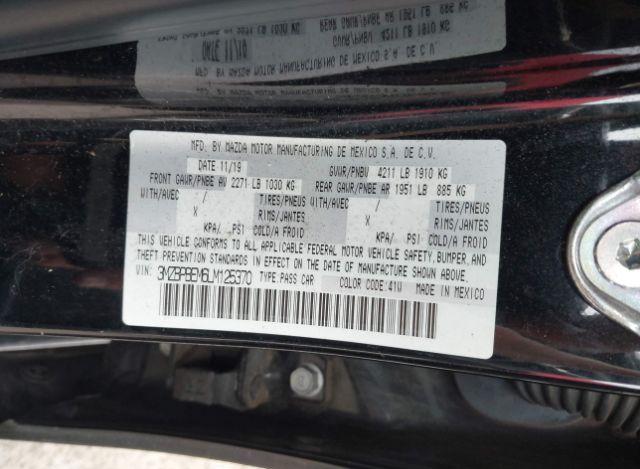 MFD. BY MAZDA MOTOR MANUFACTURING DE MEXICO S.A. DE C.V.
DATE 11/19 GVWR/PNBV 4211 LB 1910 KG
FRONT GAWR/PNBE AV 2271 LB 1030 KG REAR GAWR/PNBE AR 1951 LB 885 KG
WITH/AVEC / TIRES/PNEUS WITH/AVEC / TIRES/PNEUS
X RIMS/JANTES X RIMS/JANTES
KPA/ PSI COLD/A FROID KPA/ PSI COLD/A FROID
THIS VEHICLE CONFORMS TO ALL APPLICABLE FEDERAL MOTOR VEHICLE SAFETY, BUMPER, AND
THEFT PREVENTION STANDARDS IN EFFECT ON THE DATE OF MANUFACTURE SHOWN ABOVE.
VIN: 3MZBPBEM6LM125370 TYPE:PASS CAR COLOR CODE:41W MADE IN MEXICO